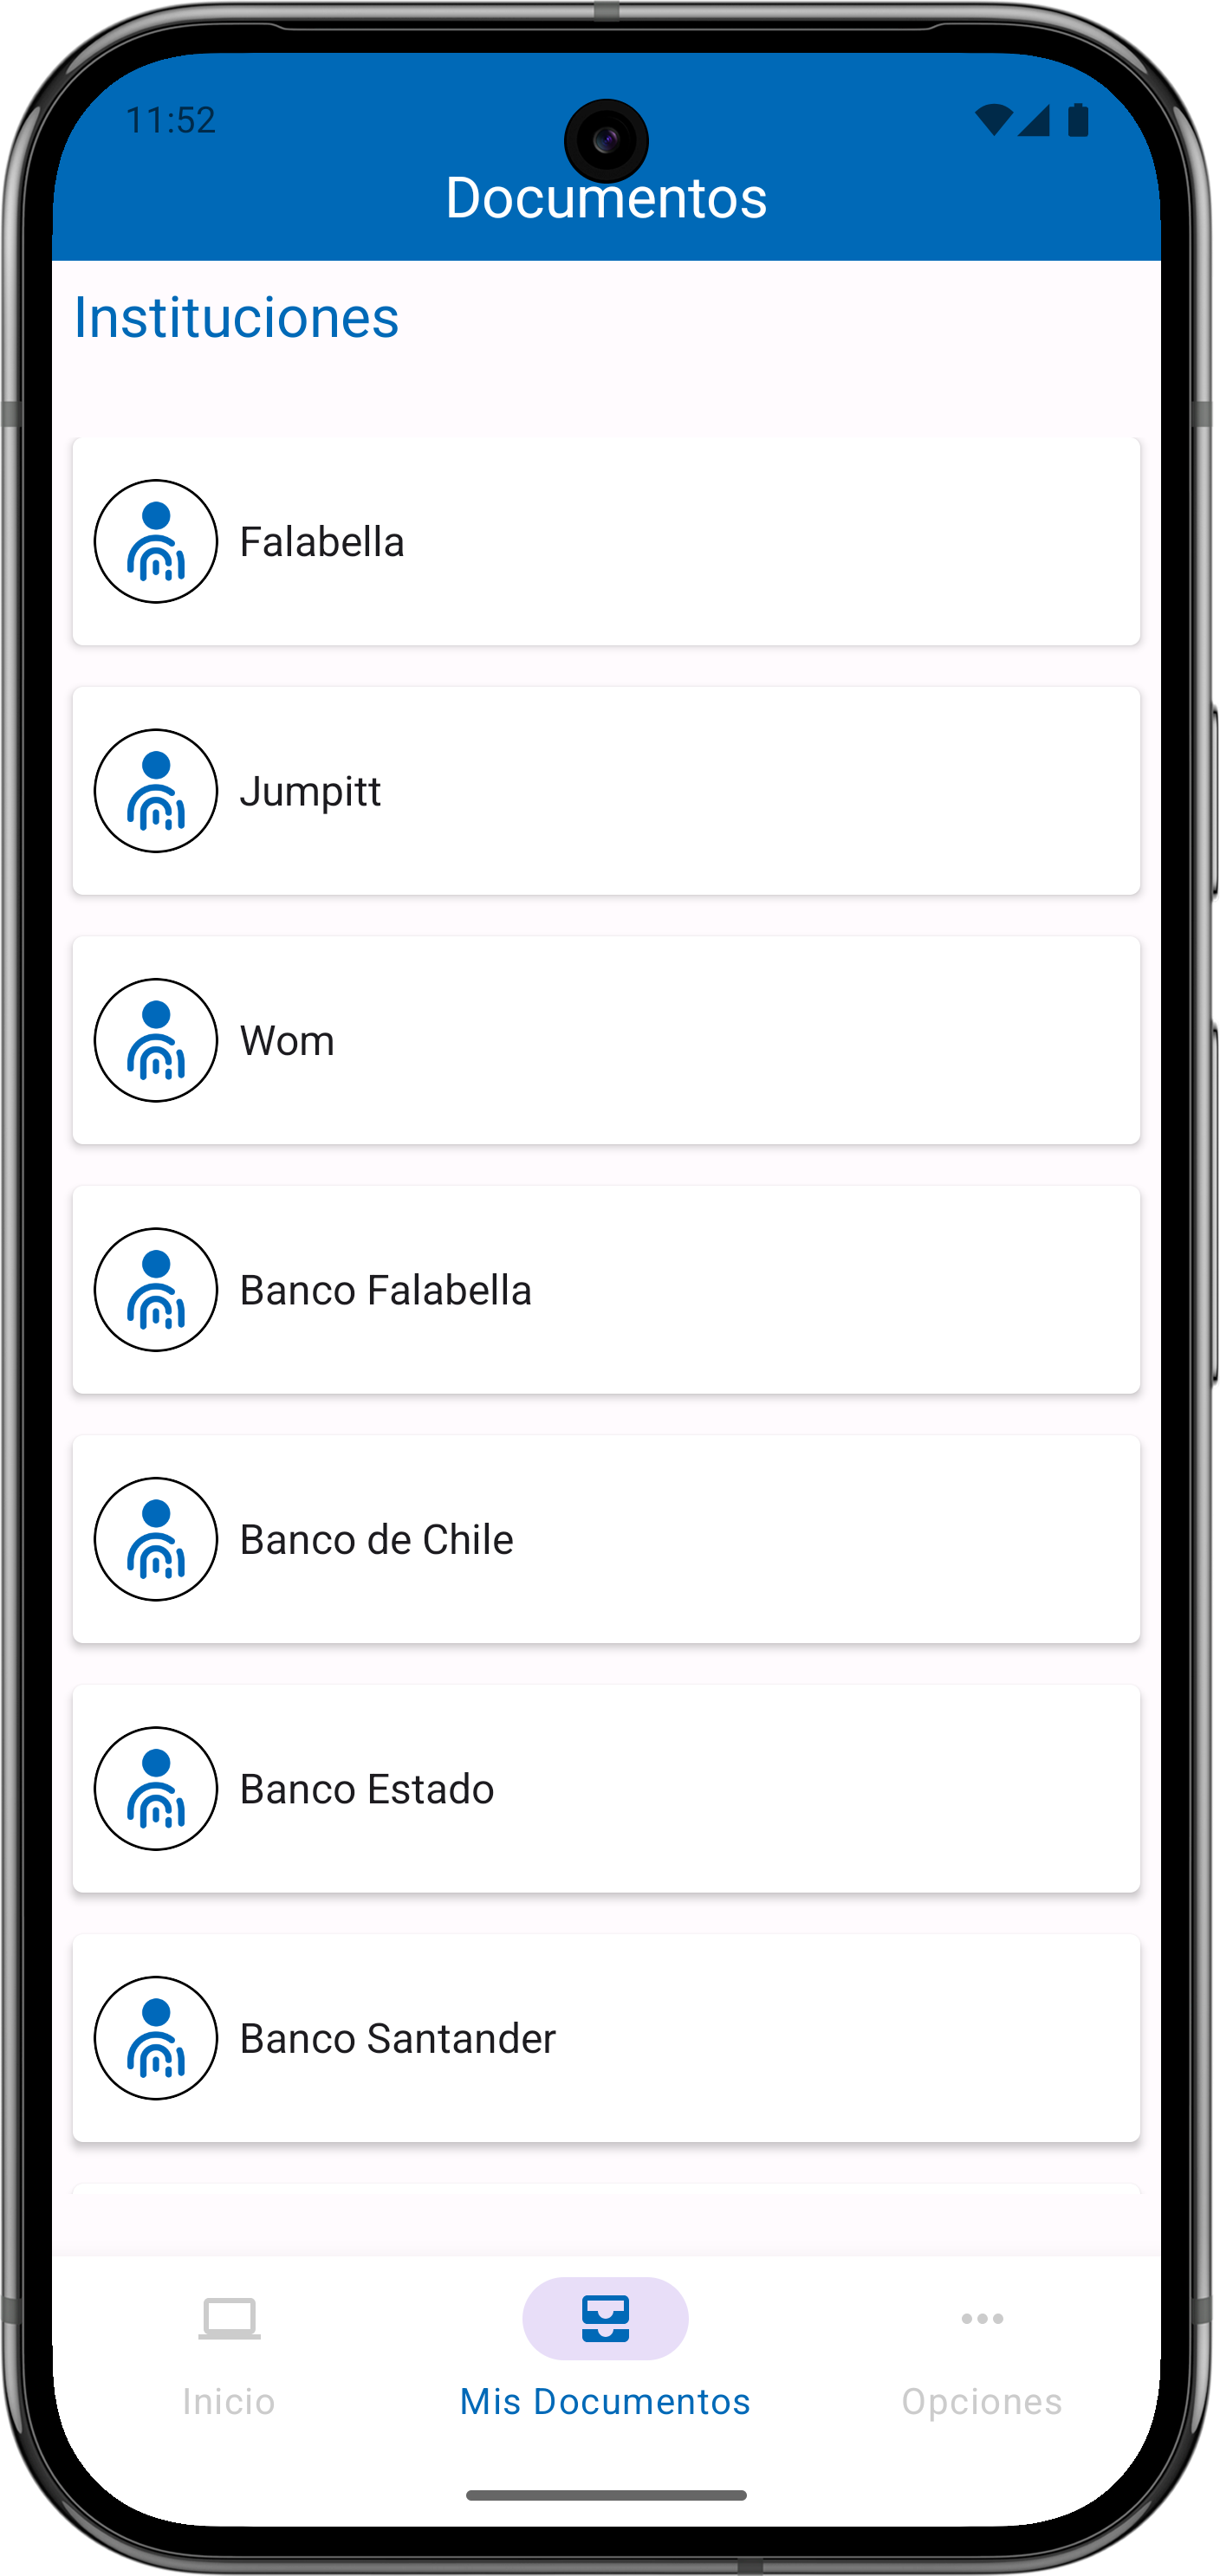 11:52
Documentos
Instituciones
Falabella
Jumpitt
Wom
Banco Falabella
Banco de Chile
Banco Estado
Banco Santander
Inicio
Mis Documentos
Opciones